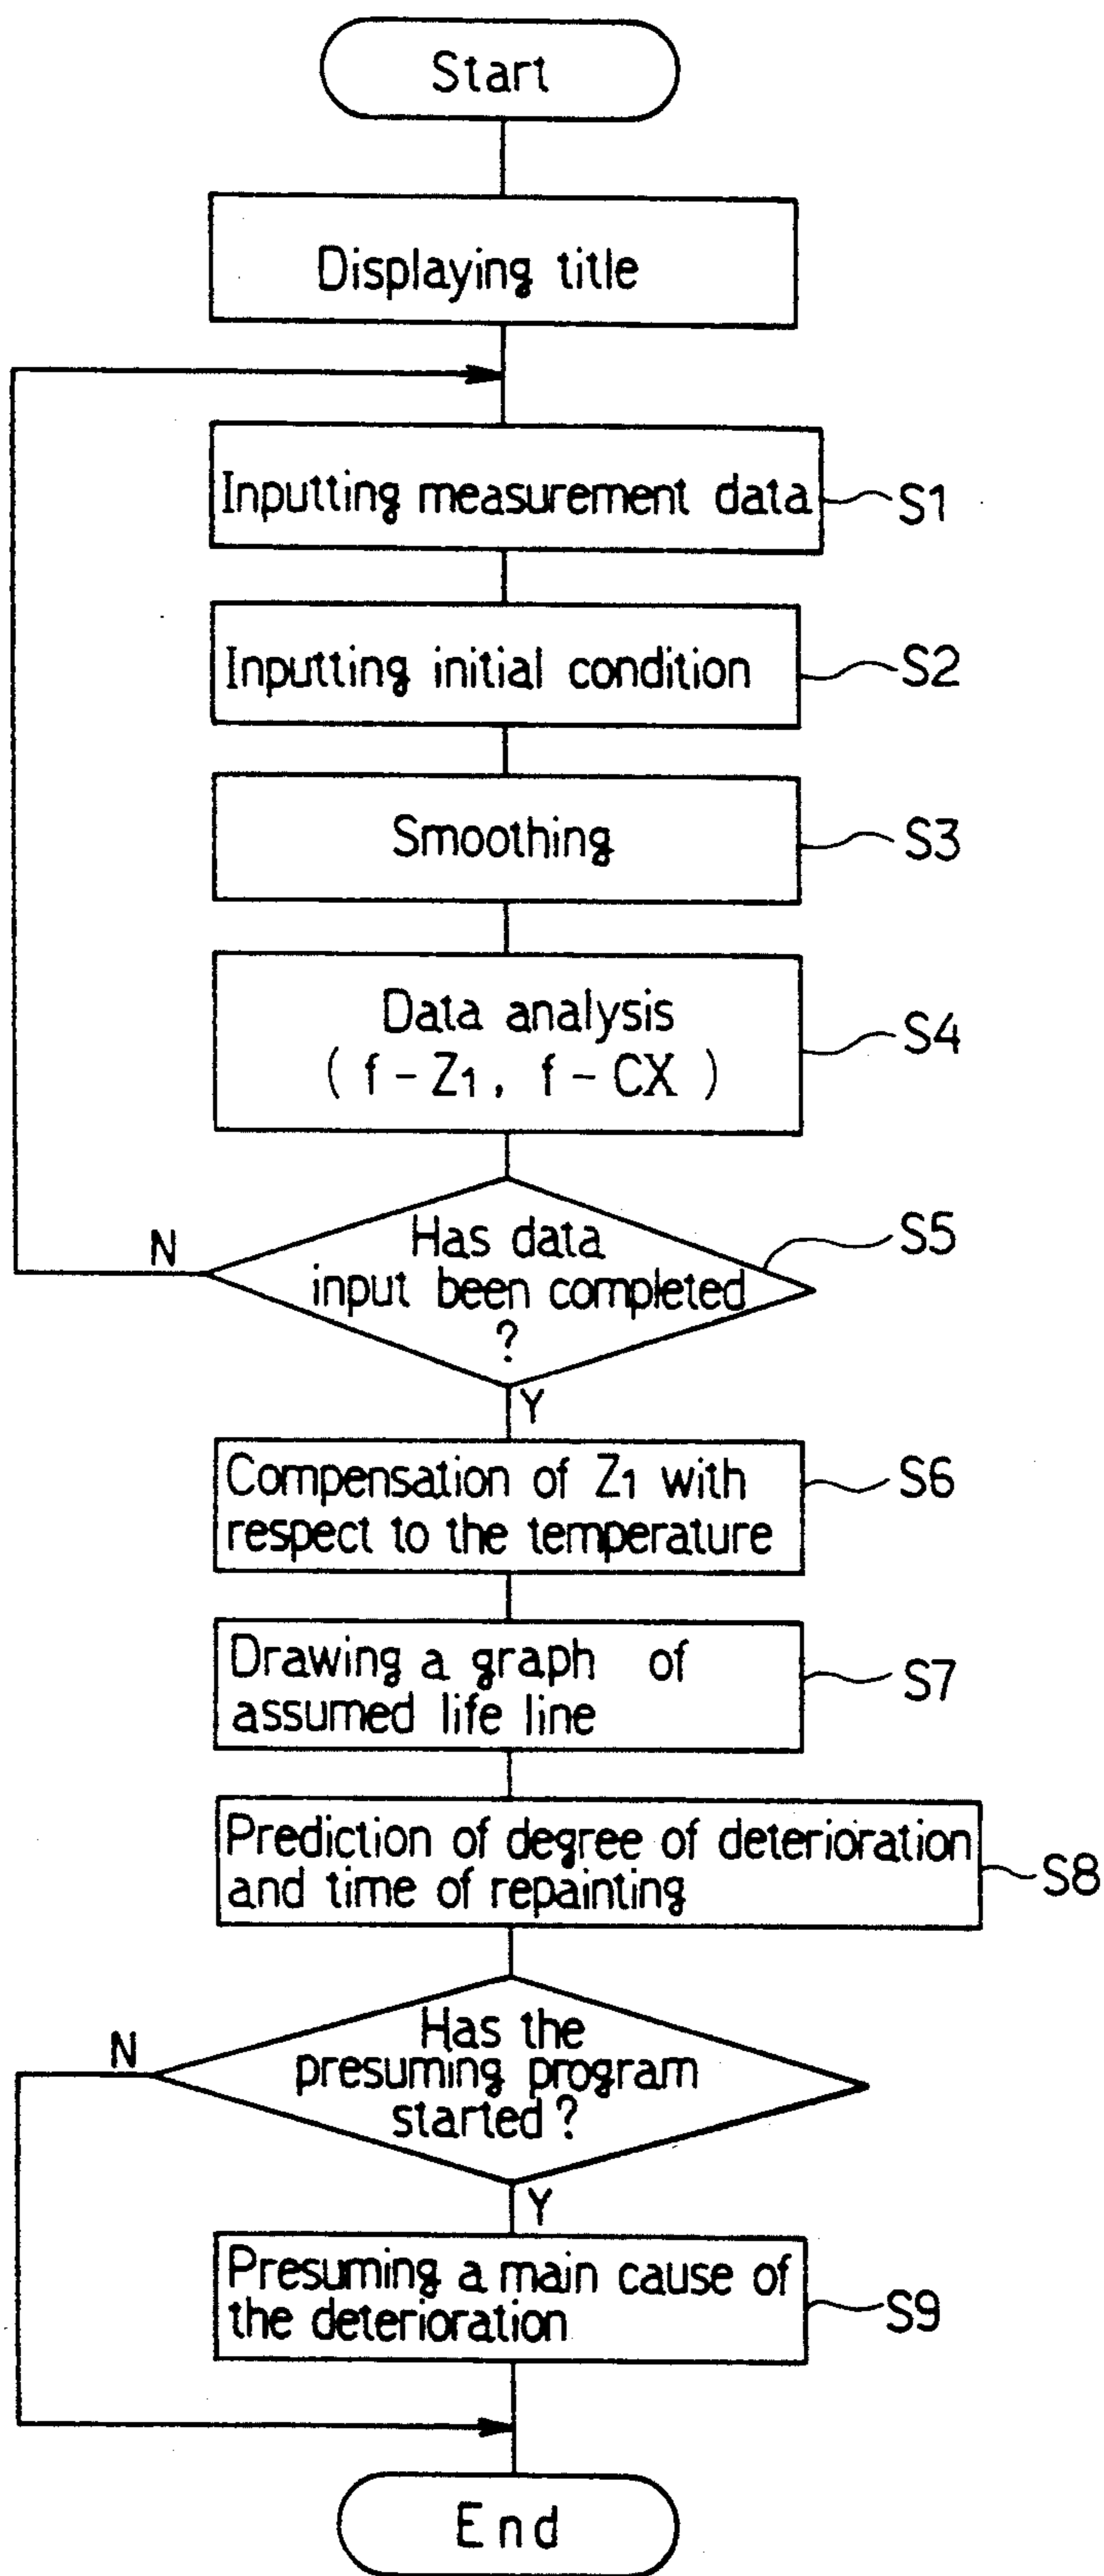 Start
Displaying title
Inputting measurement data
S1
Inputting initial condition
S2
Smoothing
S3
Data analysis
( f - Z1 , f - CX )
S4
Has data
input been completed
?
S5
N
Y
Compensation of Z1 with
respect to the temperature
S6
Drawing a graph of
assumed life line
S7
Prediction of degree of deterioration
and time of repainting
S8
Has the
presuming program
started ?
N
Y
Presuming a main cause of
the deterioration
S9
End